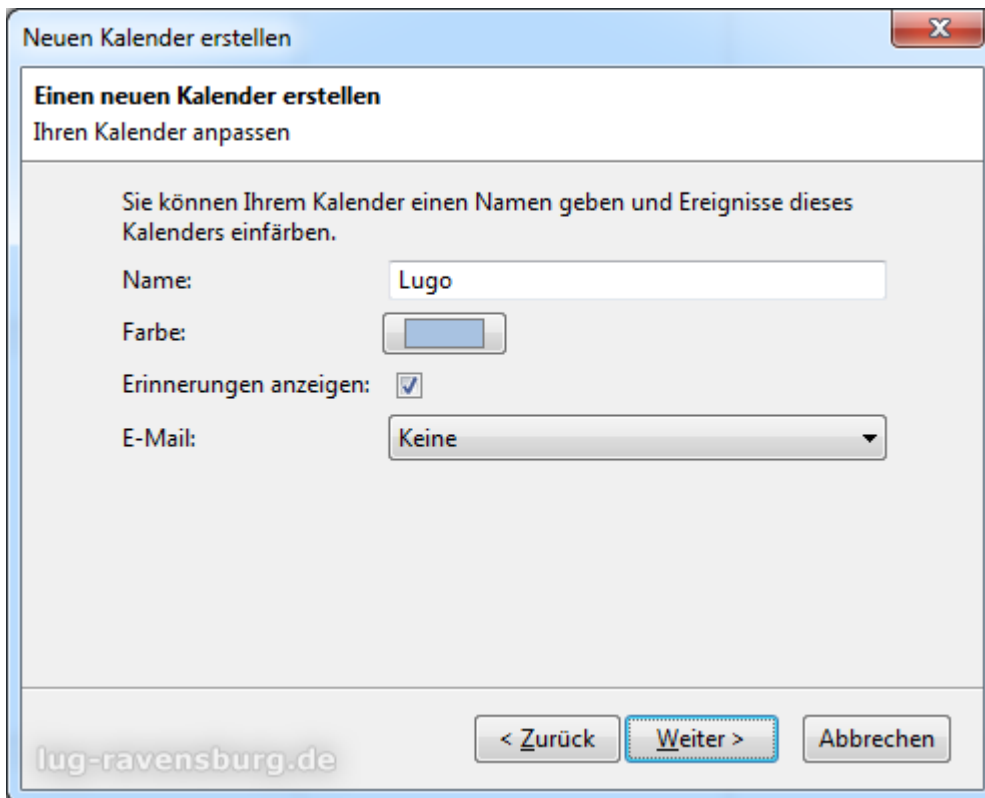 Neuen Kalender erstellen
Einen neuen Kalender erstellen
Ihren Kalender anpassen
Sie können Ihrem Kalender einen Namen geben und Ereignisse dieses
Kalenders einfärben.
Name: Lugo
Farbe:
Erinnerungen anzeigen:
E-Mail: Keine
< Zurück Weiter > Abbrechen
lug-ravensburg.de